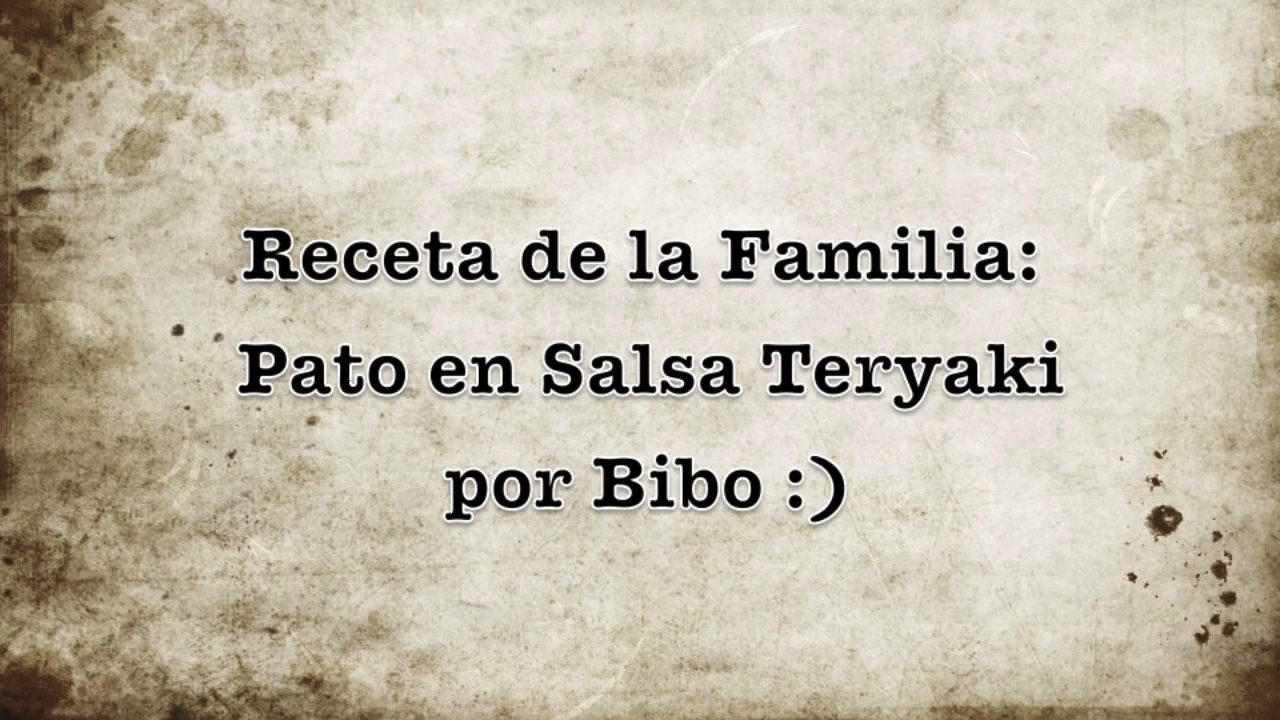 Receta de la Familia:
Pato en Salsa Teryaki
por Bibo :)